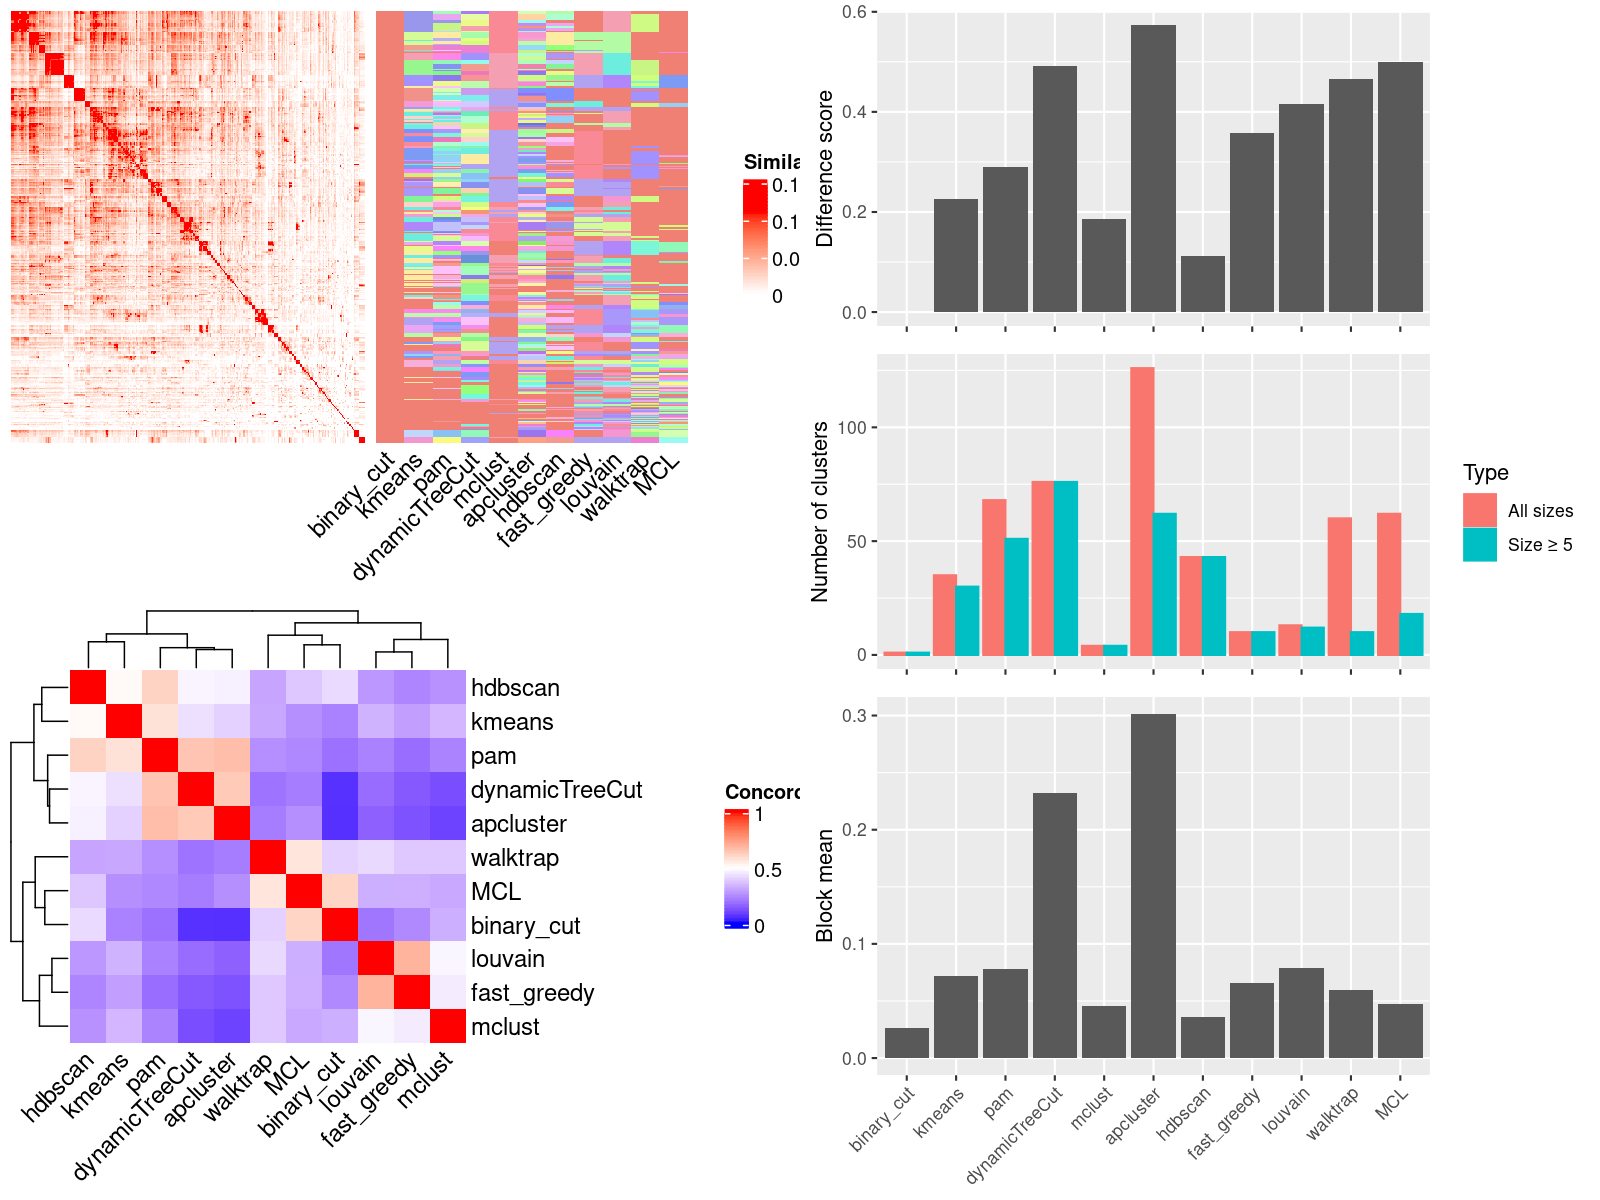 Simila
0.1
0.1
0.0
0
binary_cut
kmeans
pam
dynamicTreeCut
mclust
apcluster
hdbscan
fast_greedy
louvain
walktrap
MCL
hdbscan
kmeans
pam
dynamicTreeCut
apcluster
walktrap
MCL
binary_cut
louvain
fast_greedy
mclust
hdbscan
kmeans
pam
dynamicTreeCut
apcluster
walktrap
MCL
binary_cut
louvain
fast_greedy
mclust
Concord
1
0.5
0
Difference score
0.6
0.4
0.2
0.0
Number of clusters
100
50
0
Type
All sizes
Size ≥ 5
Block mean
0.3
0.2
0.1
0.0
binary_cut
kmeans
pam
dynamicTreeCut
mclust
apcluster
hdbscan
fast_greedy
louvain
walktrap
MCL